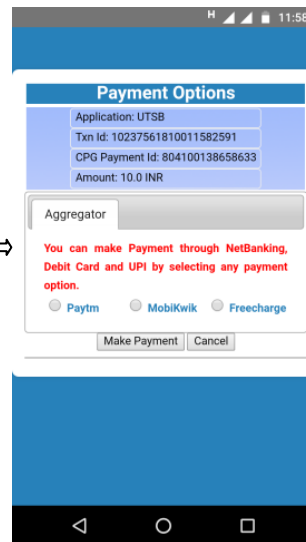 H 11:58
Payment Options
Application: UTSB
Txn Id: 10237561810011582591
CPG Payment Id: 804100138658633
Amount: 10.0 INR
Aggregator
You can make Payment through NetBanking,
Debit Card and UPI by selecting any payment
option.
Paytm MobiKwik Freecharge
Make Payment Cancel